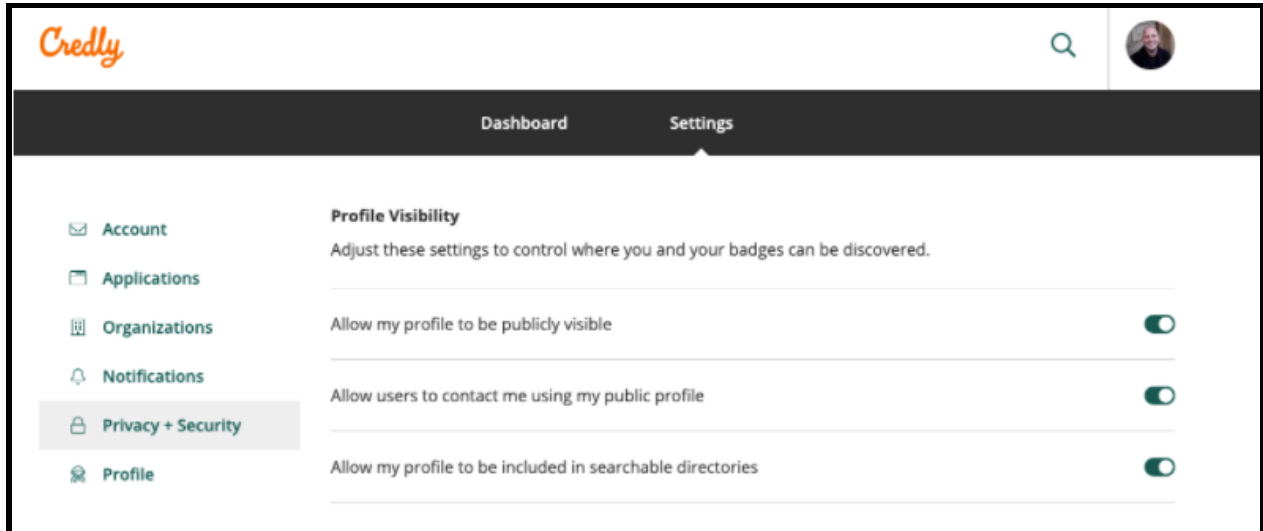 Credly
Dashboard Settings
Account
Applications
Organizations
Notifications
Privacy + Security
Profile
Profile Visibility
Adjust these settings to control where you and your badges can be discovered.
Allow my profile to be publicly visible
Allow users to contact me using my public profile
Allow my profile to be included in searchable directories